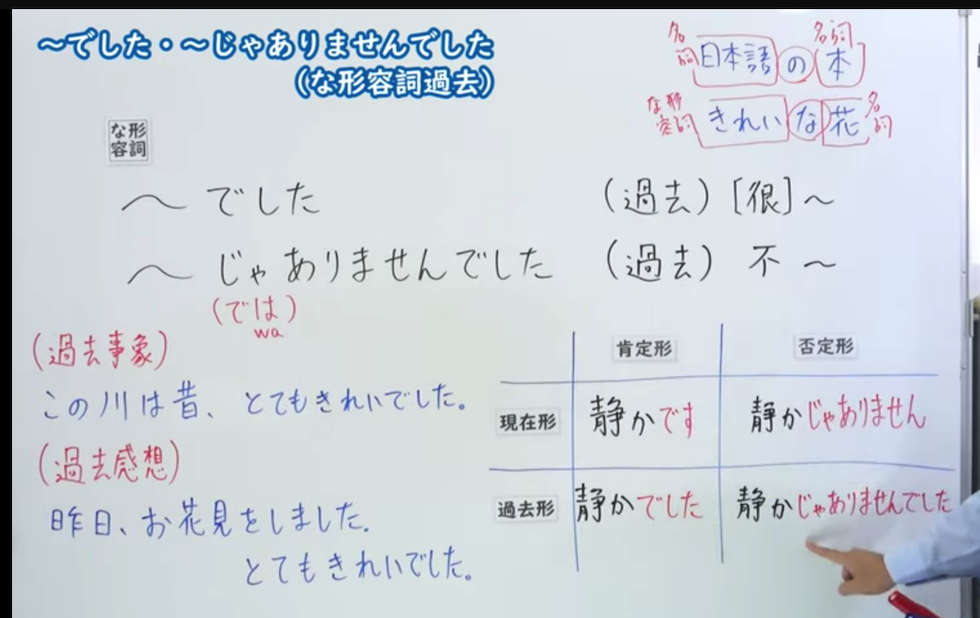 ～でした・～じゃありませんでした
（な形容詞過去）
名詞 日本語 の 本 名詞
な形容詞 きれい な 花 名詞
な形容詞
～ でした （過去）[很]～
～ じゃありませんでした （過去） 不 ～
（では）
wa
（過去事象）
この川は昔、とてもきれいでした。
（過去感想）
昨日、お花見をしました。
とてもきれいでした。
肯定形 否定形
現在形 静かです 静かじゃありません
過去形 静かでした 静かじゃありませんでした